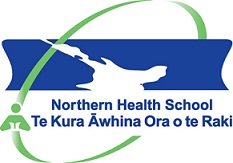 Northern Health School
Te Kura Āwhina Ora o te Raki